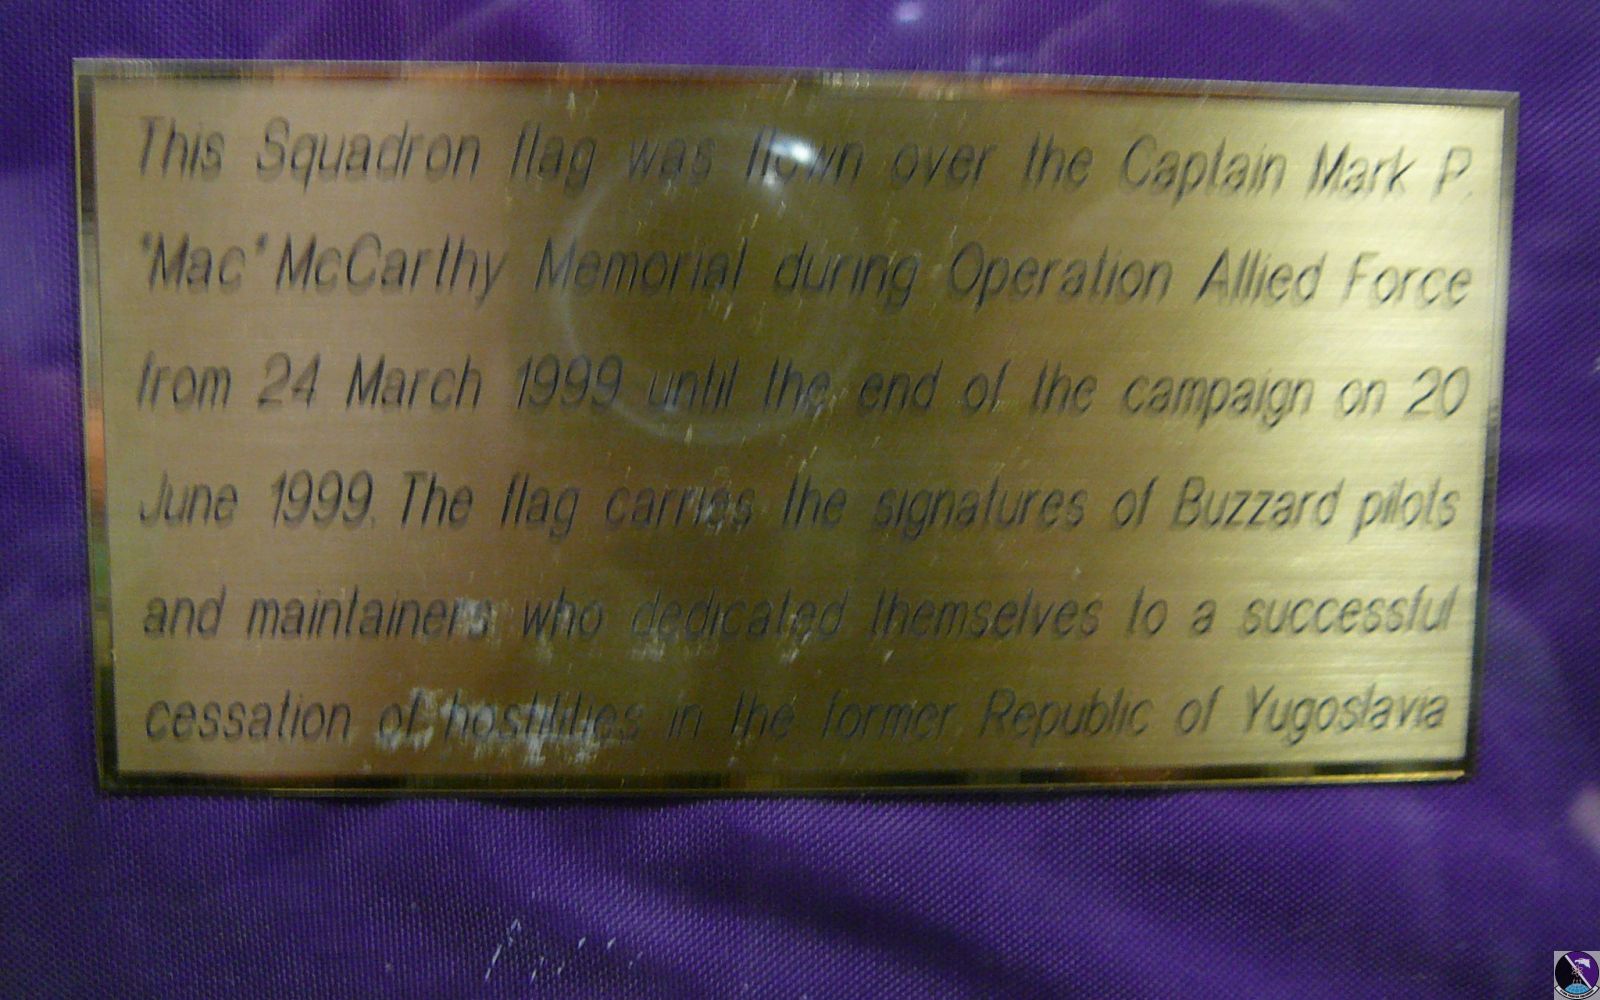 This Squadron flag was flown over the Captain Mark P.
"Mac" McCarthy Memorial during Operation Allied Force
from 24 March 1999 until the end of the campaign on 20
June 1999. The flag carries the signatures of Buzzard pilots
and maintainers who dedicated themselves to a successful
cessation of hostilities in the former Republic of Yugoslavia